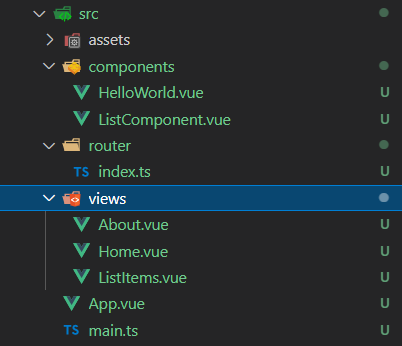 src
assets
components
HelloWorld.vue U
ListComponent.vue U
router
TS index.ts U
views
About.vue U
Home.vue U
ListItems.vue U
App.vue U
TS main.ts U